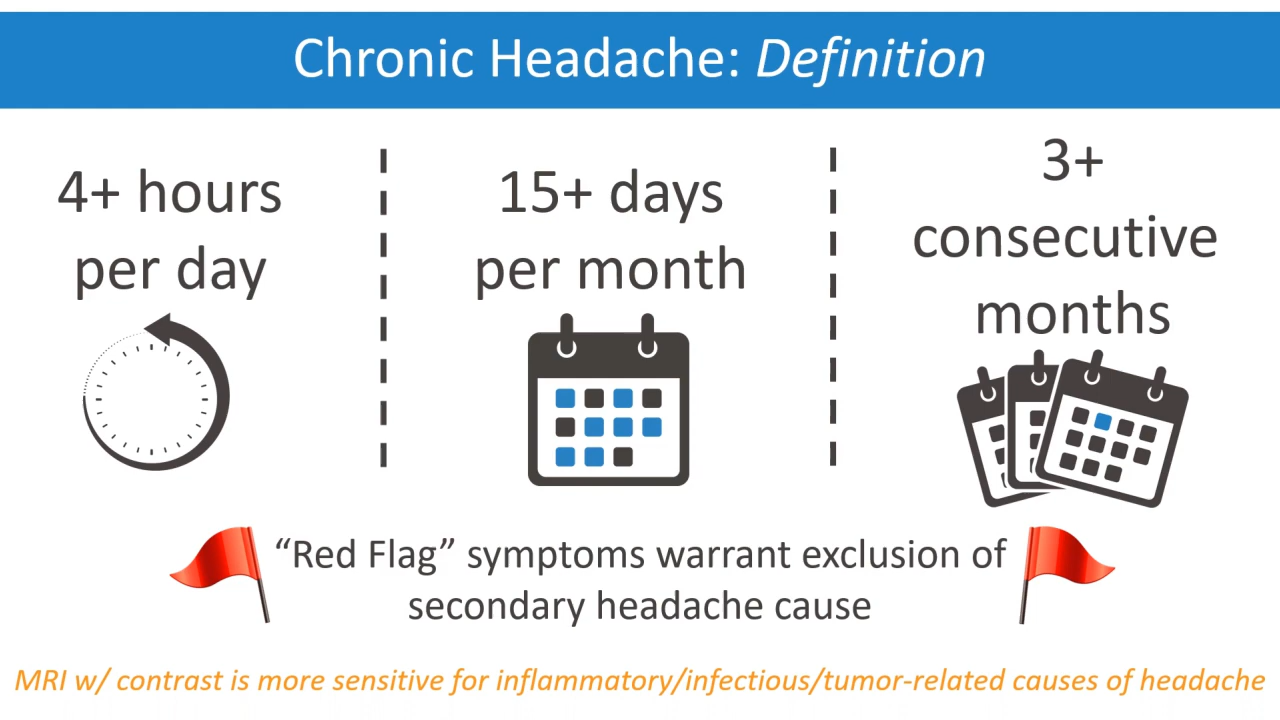 Chronic Headache: Definition
4+ hours
per day
15+ days
per month
3+
consecutive
months
“Red Flag” symptoms warrant exclusion of
secondary headache cause
MRI w/ contrast is more sensitive for inflammatory/infectious/tumor-related causes of headache